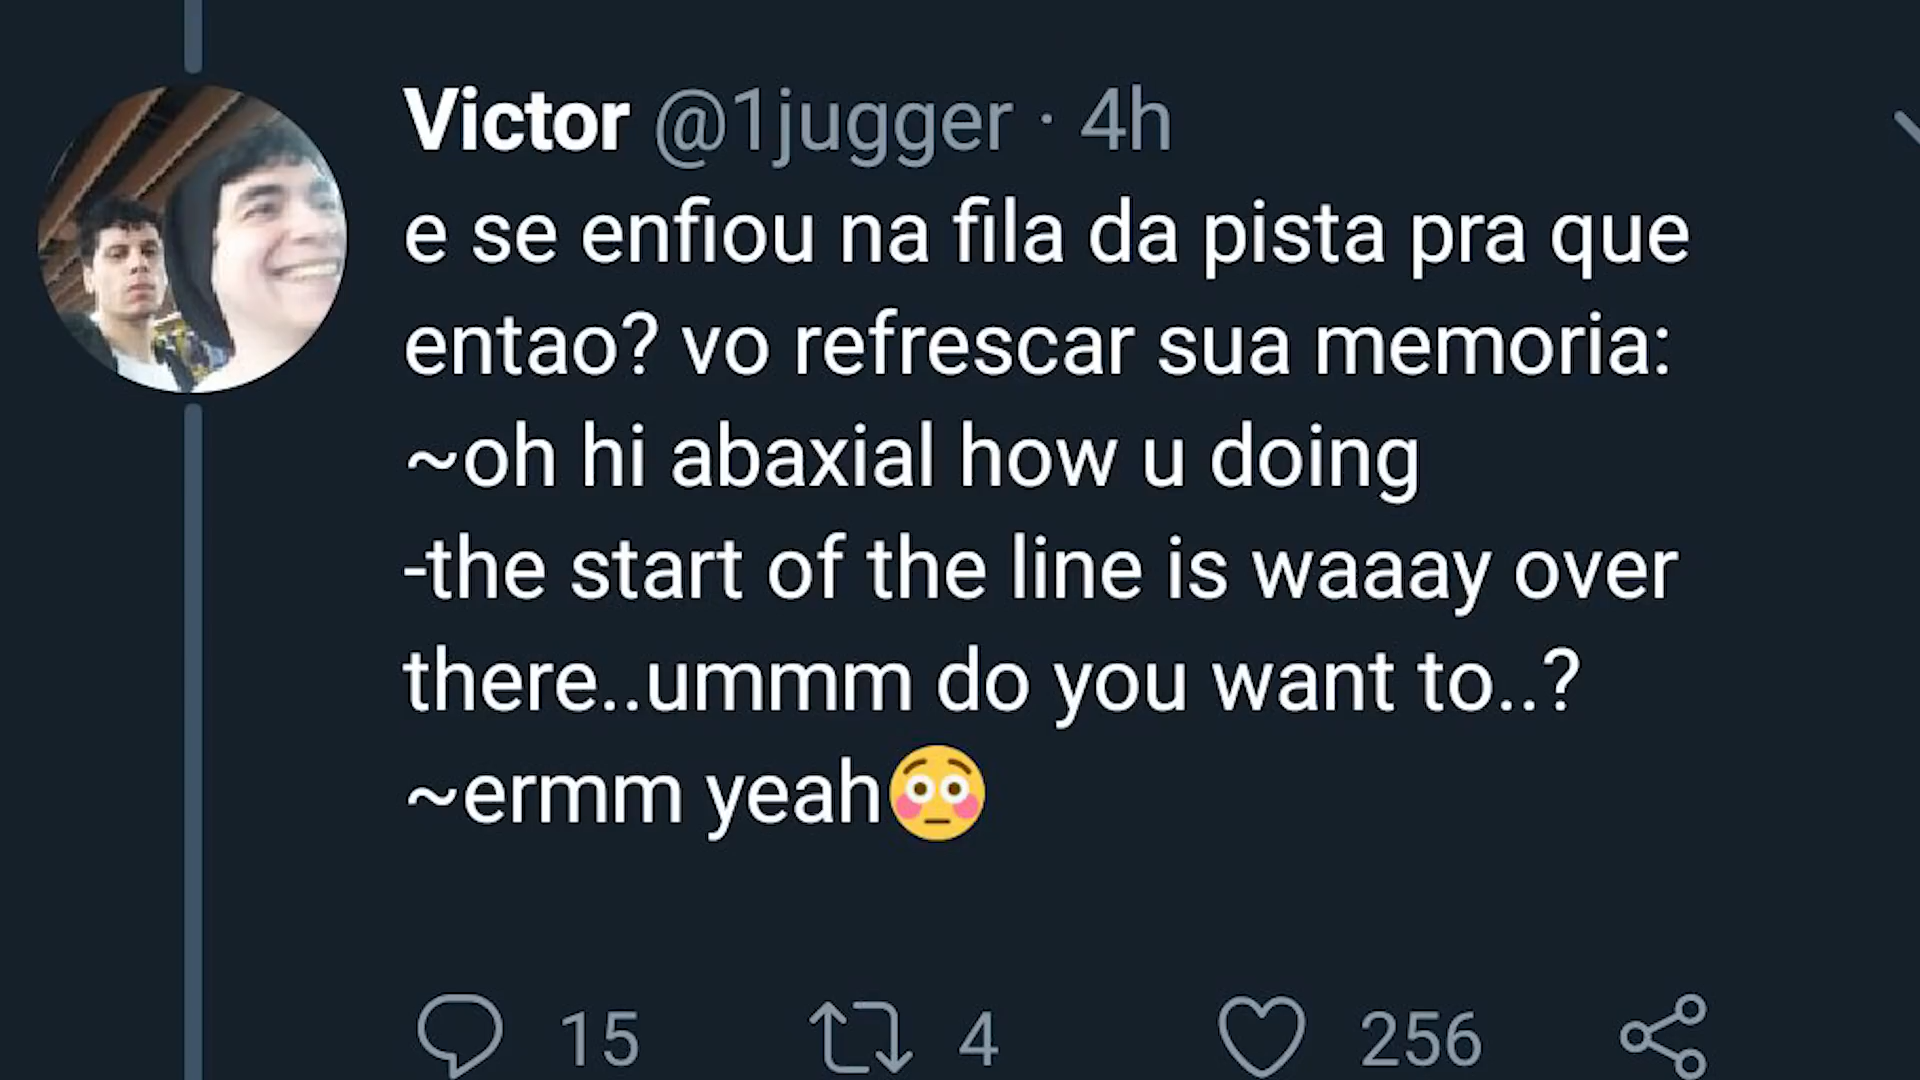 Victor @1jugger · 4h
e se enfiou na fila da pista pra que
entao? vo refrescar sua memoria:
~oh hi abaxial how u doing
-the start of the line is waaay over
there..ummm do you want to..?
~ermm yeah😳
15 4 256